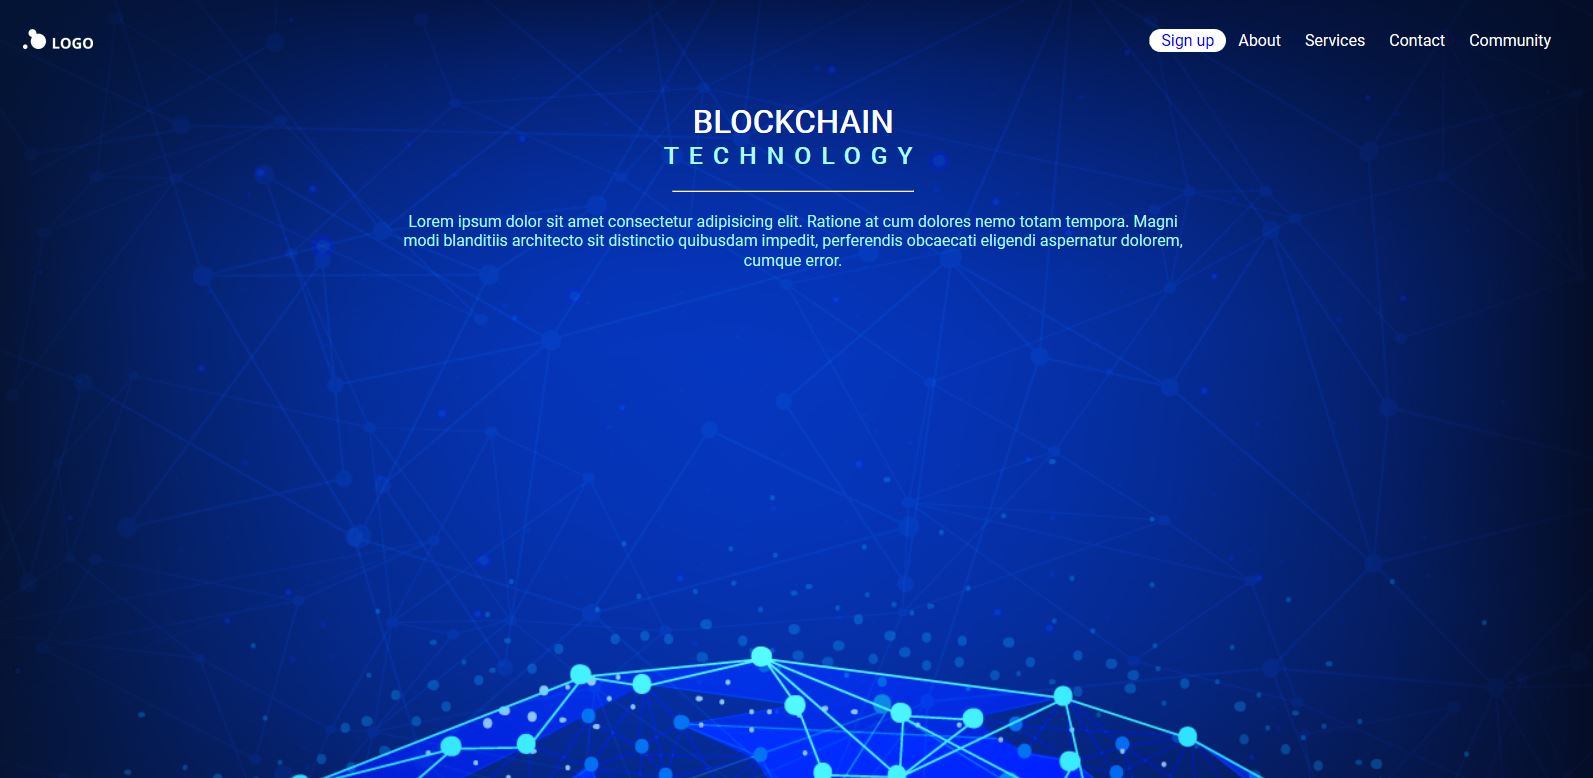 LOGO
Sign up About Services Contact Community
BLOCKCHAIN
TECHNOLOGY
Lorem ipsum dolor sit amet consectetur adipisicing elit. Ratione at cum dolores nemo totam tempora. Magni
modi blanditiis architecto sit distinctio quibusdam impedit, perferendis obcaecati eligendi aspernatur dolorem,
cumque error.